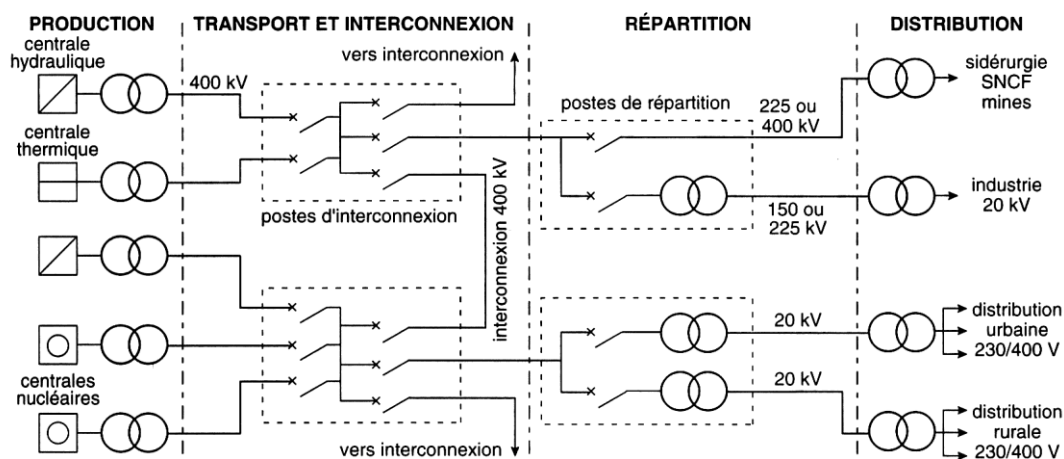 PRODUCTION
TRANSPORT ET INTERCONNEXION
RÉPARTITION
DISTRIBUTION
centrale
hydraulique
400 kV
vers interconnexion
postes de répartition
225 ou
400 kV
sidérurgie
SNCF
mines
centrale
thermique
postes d'interconnexion
interconnexion 400 kV
150 ou
225 kV
industrie
20 kV
20 kV
distribution
urbaine
230/400 V
centrales
nucléaires
20 kV
vers interconnexion
distribution
rurale
230/400 V